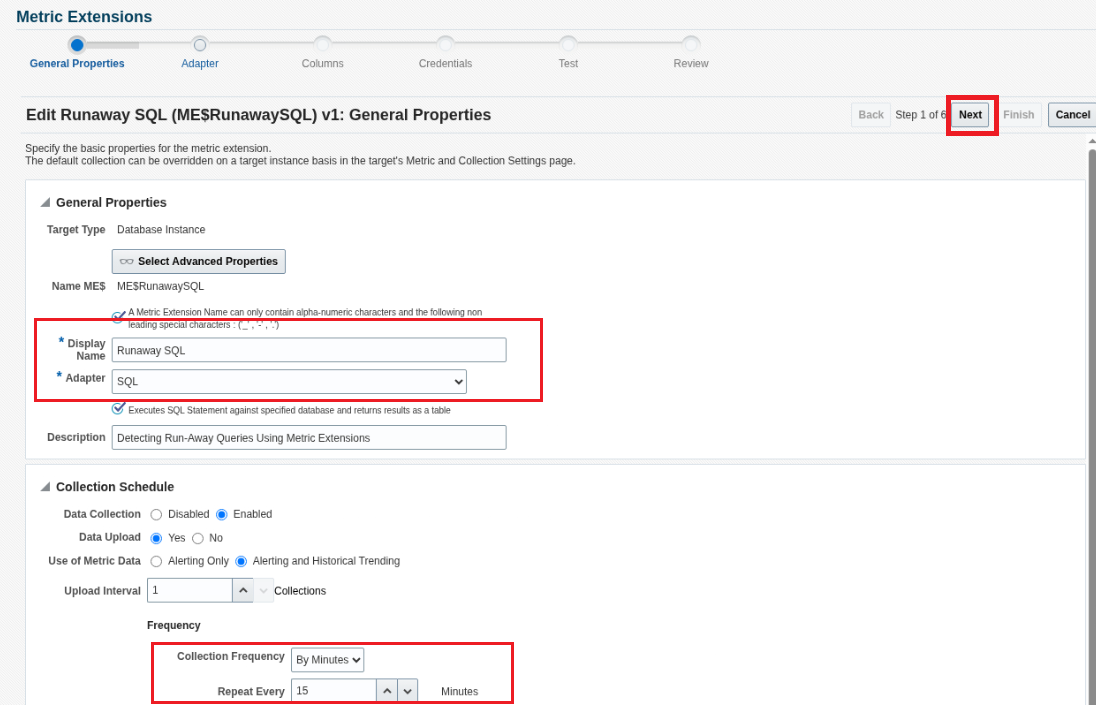 Metric Extensions
General Properties
Adapter
Columns
Credentials
Test
Review
Edit Runaway SQL (ME$RunawaySQL) v1: General Properties
Back
Step 1 of 6
Next
Finish
Cancel
Specify the basic properties for the metric extension.
The default collection can be overridden on a target instance basis in the target's Metric and Collection Settings page.
General Properties
Target Type Database Instance
Select Advanced Properties
Name ME$ ME$RunawaySQL
A Metric Extension Name can only contain alpha-numeric characters and the following non
leading special characters : ('_' , '-' , '.')
* Display
Name
Runaway SQL
* Adapter SQL
Executes SQL Statement against specified database and returns results as a table
Description Detecting Run-Away Queries Using Metric Extensions
Collection Schedule
Data Collection Disabled Enabled
Data Upload Yes No
Use of Metric Data Alerting Only Alerting and Historical Trending
Upload Interval 1 Collections
Frequency
Collection Frequency By Minutes
Repeat Every 15 Minutes